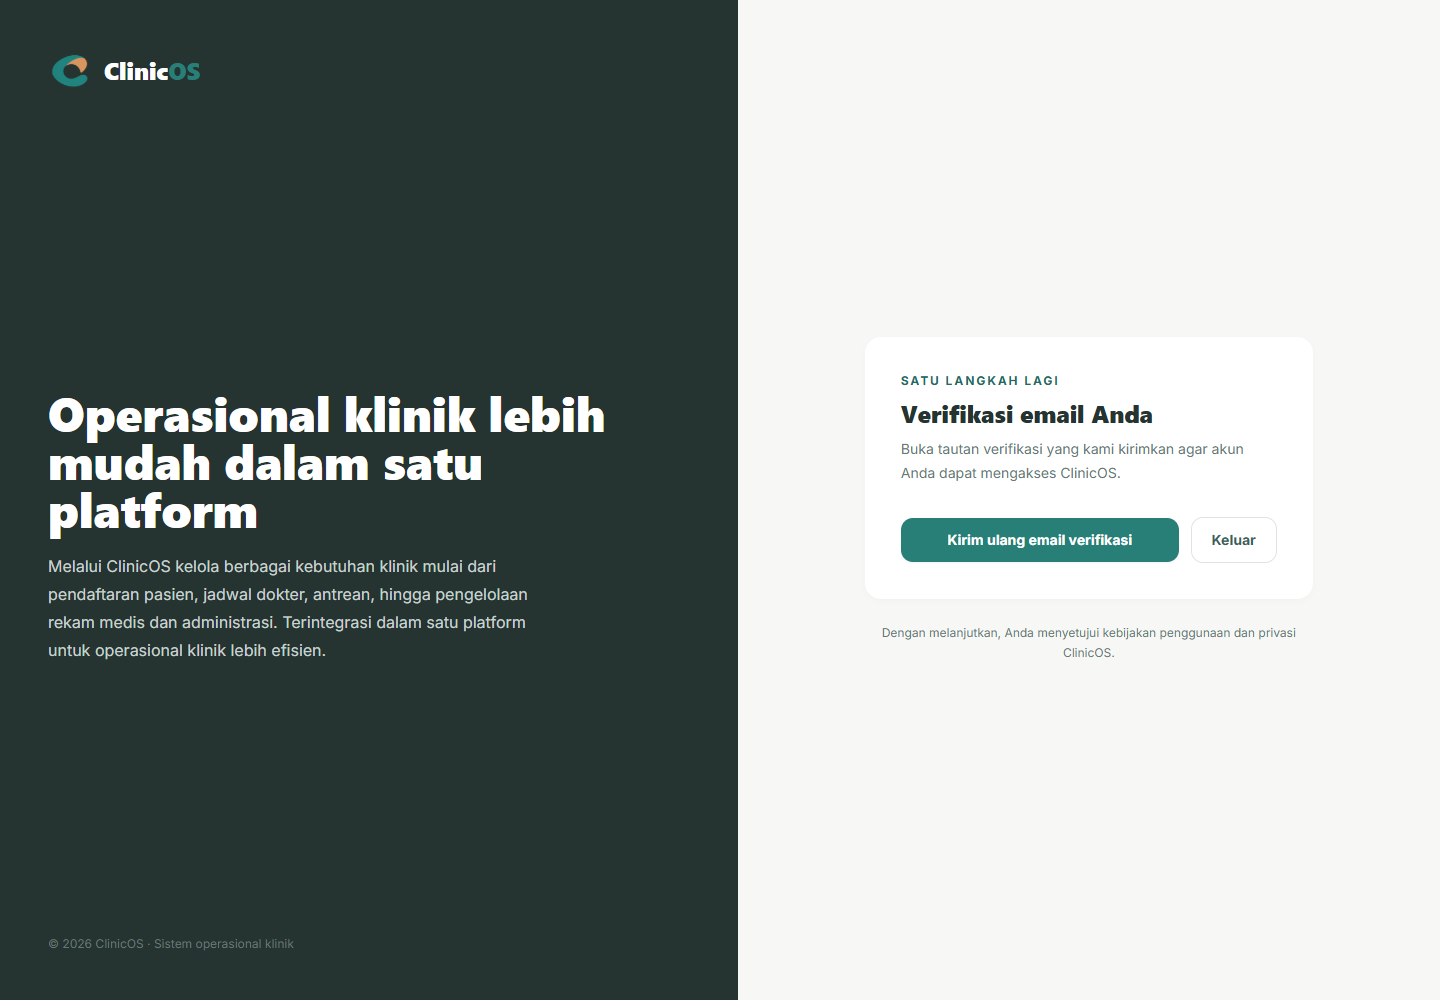 ClinicOS
Operasional klinik lebih
mudah dalam satu
platform
Melalui ClinicOS kelola berbagai kebutuhan klinik mulai dari
pendaftaran pasien, jadwal dokter, antrean, hingga pengelolaan
rekam medis dan administrasi. Terintegrasi dalam satu platform
untuk operasional klinik lebih efisien.
© 2026 ClinicOS · Sistem operasional klinik
SATU LANGKAH LAGI
Verifikasi email Anda
Buka tautan verifikasi yang kami kirimkan agar akun
Anda dapat mengakses ClinicOS.
Kirim ulang email verifikasi
Keluar
Dengan melanjutkan, Anda menyetujui kebijakan penggunaan dan privasi
ClinicOS.